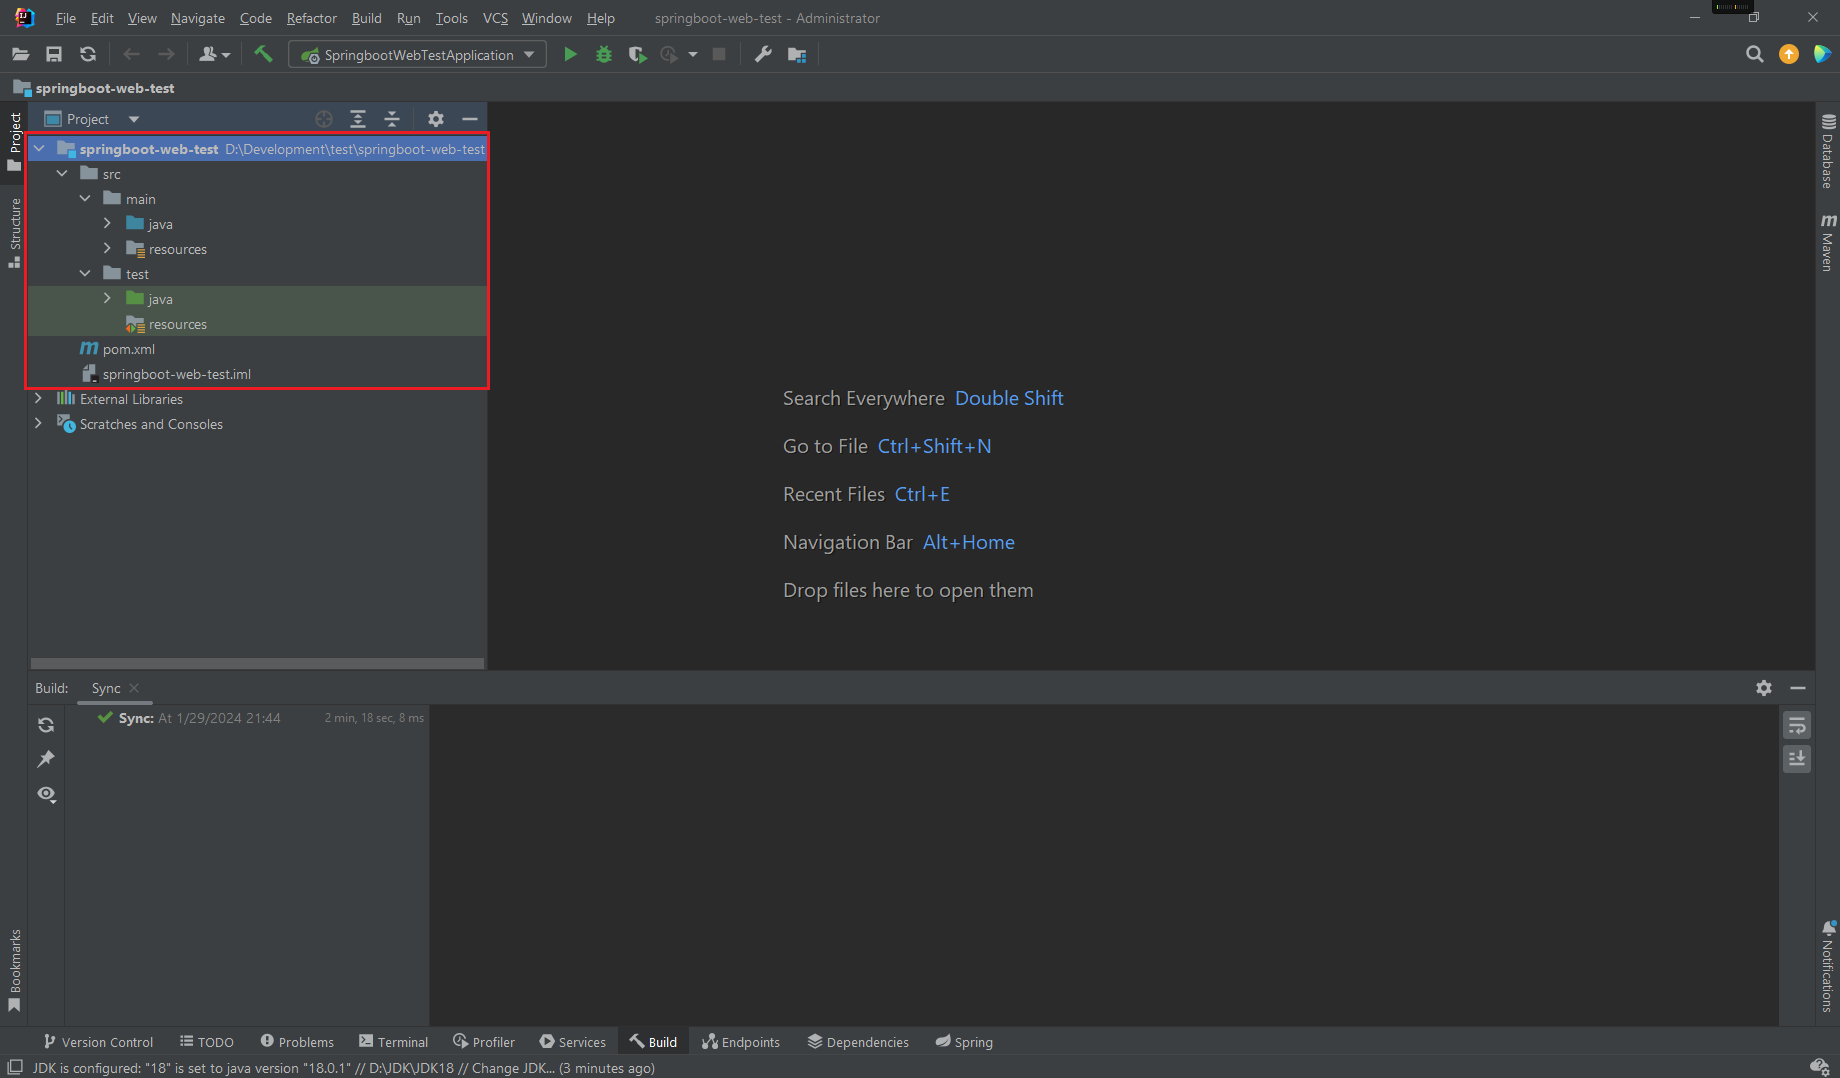 File Edit View Navigate Code Refactor Build Run Tools VCS Window Help springboot-web-test - Administrator
SpringbootWebTestApplication
springboot-web-test
Project
springboot-web-test D:\Development\test\springboot-web-test
src
main
java
resources
test
java
resources
pom.xml
springboot-web-test.iml
External Libraries
Scratches and Consoles
Project
Structure
Bookmarks
Search Everywhere Double Shift
Go to File Ctrl+Shift+N
Recent Files Ctrl+E
Navigation Bar Alt+Home
Drop files here to open them
Database
m
Maven
Notifications
Build: Sync
Sync: At 1/29/2024 21:44 2 min, 18 sec, 8 ms
Version Control TODO Problems Terminal Profiler Services Build Endpoints Dependencies Spring
JDK is configured: "18" is set to java version "18.0.1" // D:\JDK\JDK18 // Change JDK... (3 minutes ago)